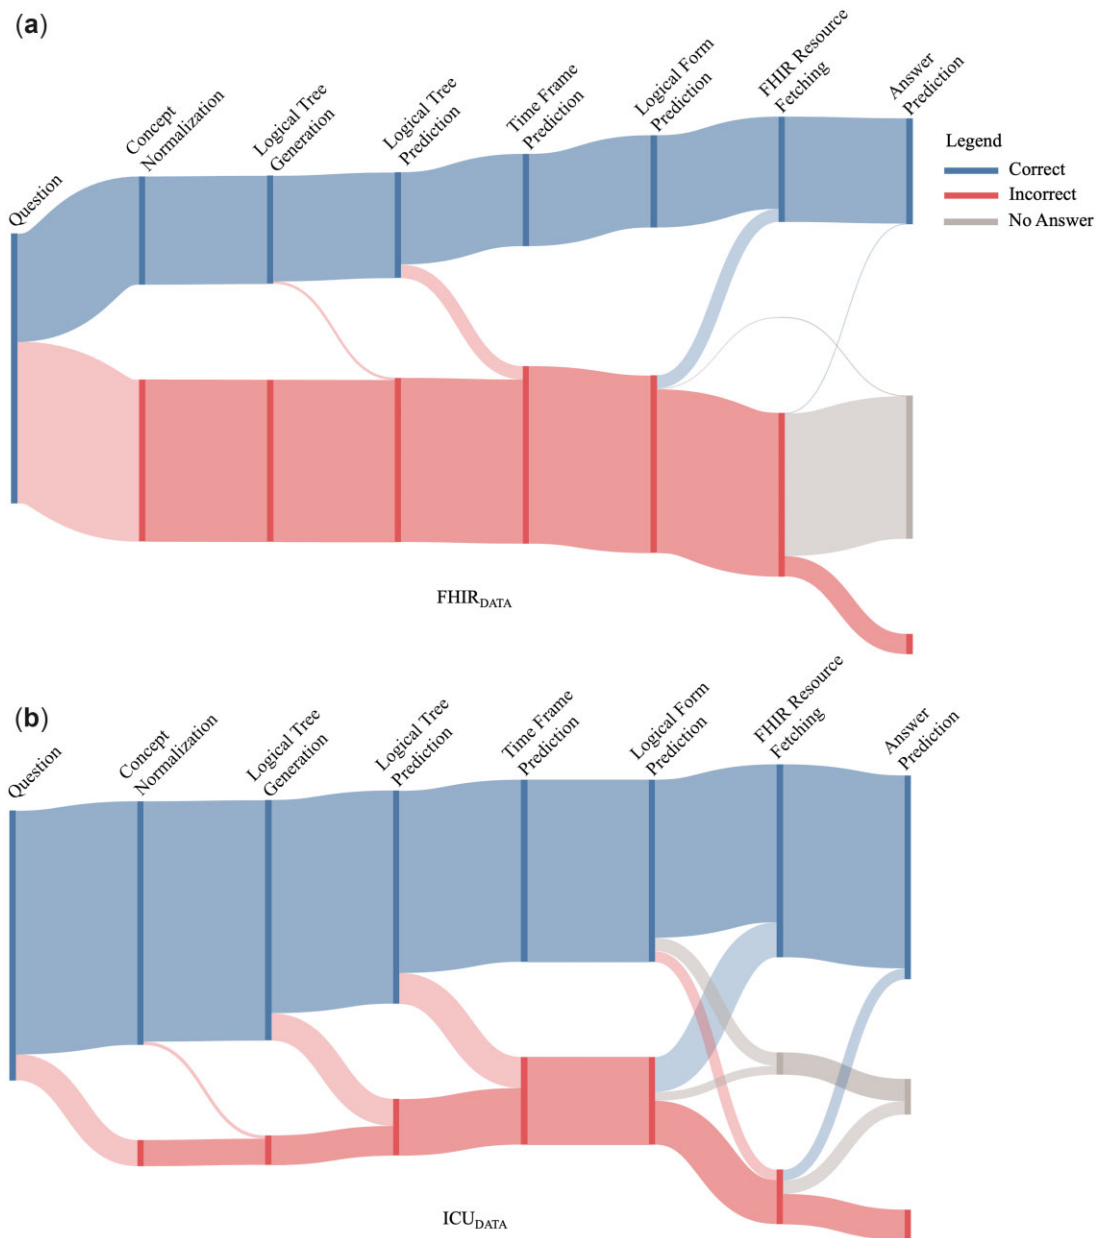 (a)
Question
Concept
Normalization
Logical Tree
Generation
Logical Tree
Prediction
Time Frame
Prediction
Logical Form
Prediction
FHIR Resource
Fetching
Answer
Prediction
Legend
Correct
Incorrect
No Answer
FHIRDATA
(b)
Question
Concept
Normalization
Logical Tree
Generation
Logical Tree
Prediction
Time Frame
Prediction
Logical Form
Prediction
FHIR Resource
Fetching
Answer
Prediction
ICUDATA